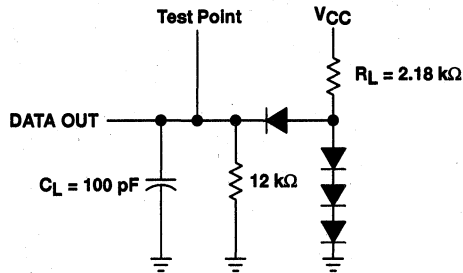 Test Point
VCC
RL = 2.18 kΩ
DATA OUT
CL = 100 pF
12 kΩ